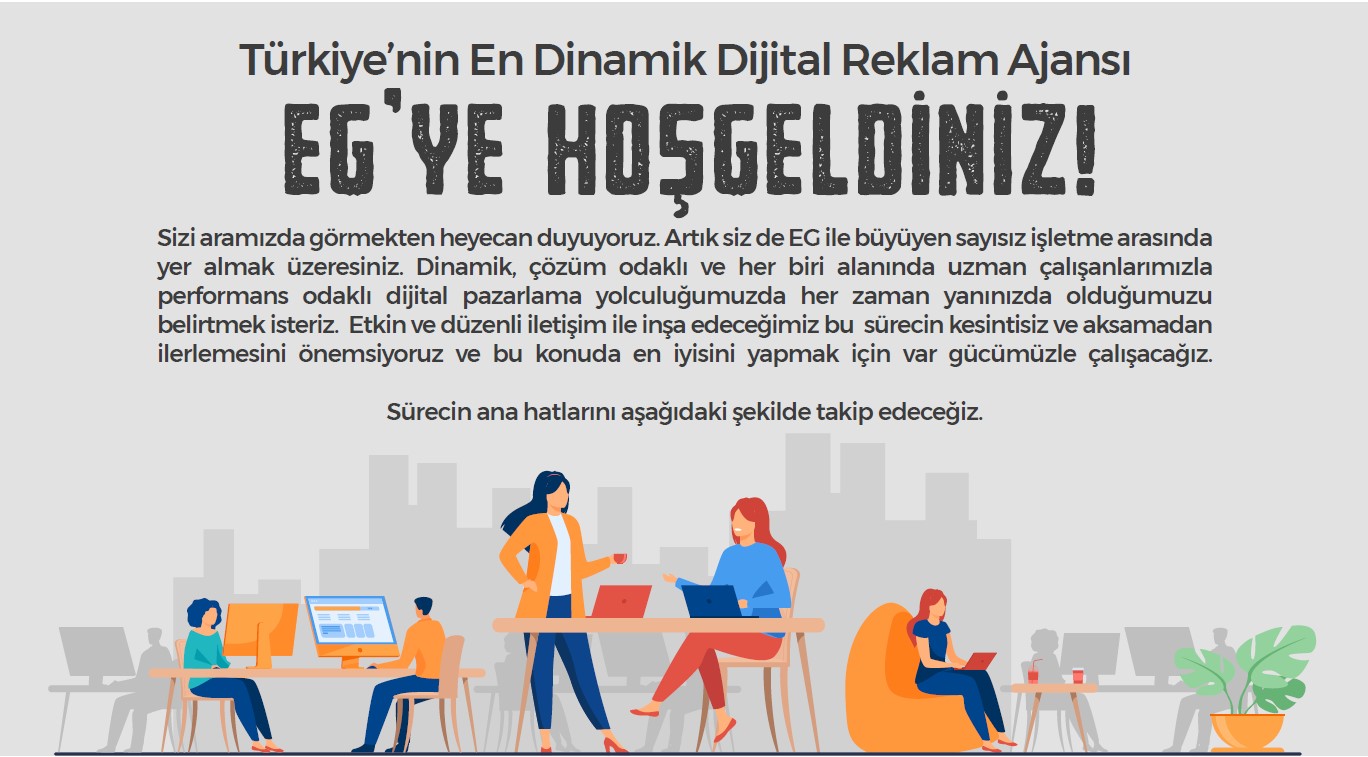 Türkiye’nin En Dinamik Dijital Reklam Ajansı
EG'YE HOŞGELDİNİZ!
Sizi aramızda görmekten heyecan duyuyoruz. Artık siz de EG ile büyüyen sayısız işletme arasında
yer almak üzeresiniz. Dinamik, çözüm odaklı ve her biri alanında uzman çalışanlarımızla
performans odaklı dijital pazarlama yolculuğumuzda her zaman yanınızda olduğumuzu
belirtmek isteriz. Etkin ve düzenli iletişim ile inşa edeceğimiz bu sürecin kesintisiz ve aksamadan
ilerlemesini önemsiyoruz ve bu konuda en iyisini yapmak için var gücümüzle çalışacağız.
Sürecin ana hatlarını aşağıdaki şekilde takip edeceğiz.